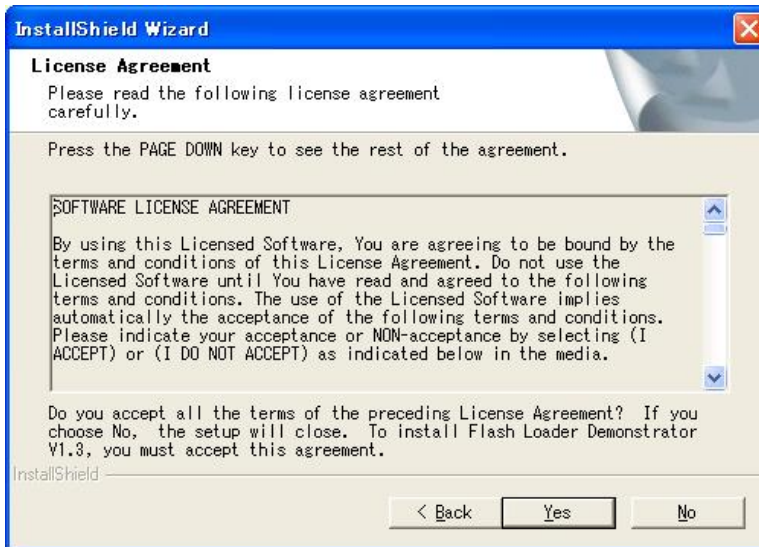 InstallShield Wizard
License Agreement
Please read the following license agreement
carefully.
Press the PAGE DOWN key to see the rest of the agreement.
SOFTWARE LICENSE AGREEMENT
By using this Licensed Software, You are agreeing to be bound by the
terms and conditions of this License Agreement. Do not use the
Licensed Software until You have read and agreed to the following
terms and conditions. The use of the Licensed Software implies
automatically the acceptance of the following terms and conditions.
Please indicate your acceptance or NON-acceptance by selecting (I
ACCEPT) or (I DO NOT ACCEPT) as indicated below in the media.
Do you accept all the terms of the preceding License Agreement?  If you
choose No,  the setup will close.  To install Flash Loader Demonstrator
V1.3, you must accept this agreement.
InstallShield
< Back
Yes
No